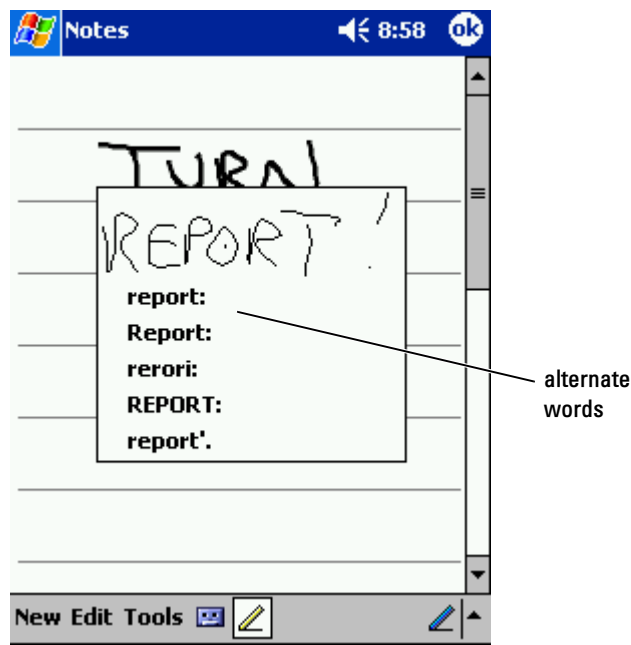 Notes 8:58 ok
TURN
REPORT!
report:
Report:
rerori:
REPORT:
report'.
alternate
words
New Edit Tools